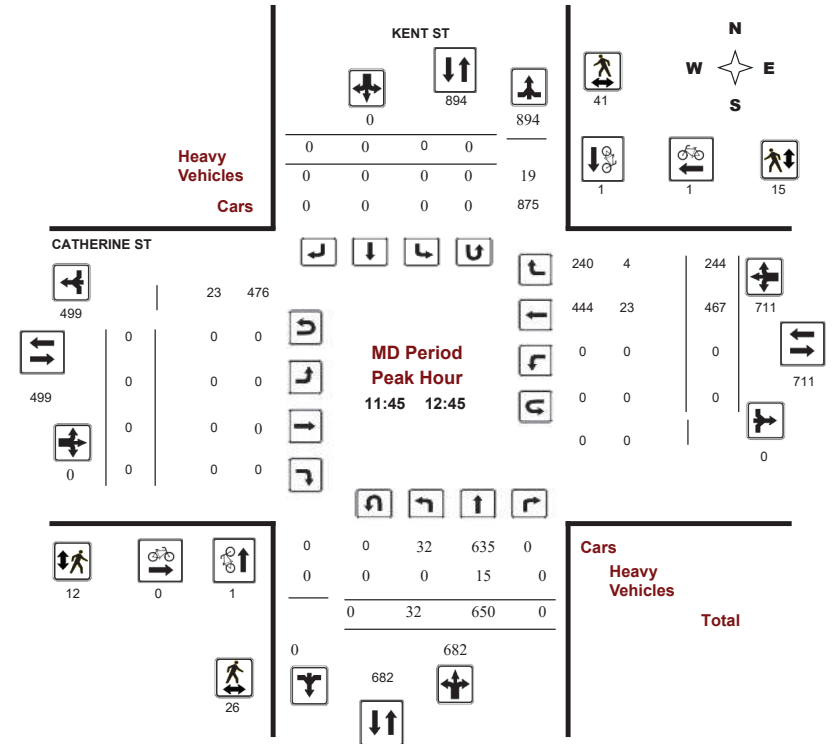 KENT ST
N
W E
S
894
41
0 894
0 0 0 0
Heavy
Vehicles
0 0 0 0 19
Cars
0 0 0 0 875
1 1 15
CATHERINE ST
240 4 244
23 476
499
444 23 467 711
0 0 0
0 0 0
MD Period
Peak Hour
11:45 12:45
711
0 0 0
499
0 0 0
0 0 0
0 0
0 0 0
0
0
0 0 32 635 0
Cars
0 0 0 15 0
Heavy
Vehicles
12 0 1
0 32 650 0
Total
0 682
682
26